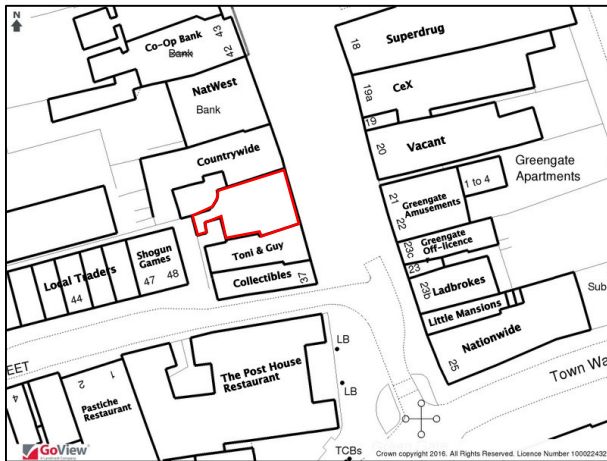 N
Co-Op Bank
Bank
43
42
NatWest
Bank
Countrywide
Toni & Guy
Collectibles
37
Shogun
Games
47
48
Local Traders
44
EET
1
2
4
Pastiche
Restaurant
The Post House
Restaurant
LB
LB
TCBs
18
Superdrug
19a
CeX
19
20
Vacant
21
22
Greengate
Amusements
1 to 4
Greengate
Apartments
23c
Greengate
Off-licence
23
23b
Ladbrokes
Little Mansions
25
Nationwide
Sub
Town Wa
GoView
A Landmark Company
Crown copyright 2016. All Rights Reserved. Licence Number 100022432